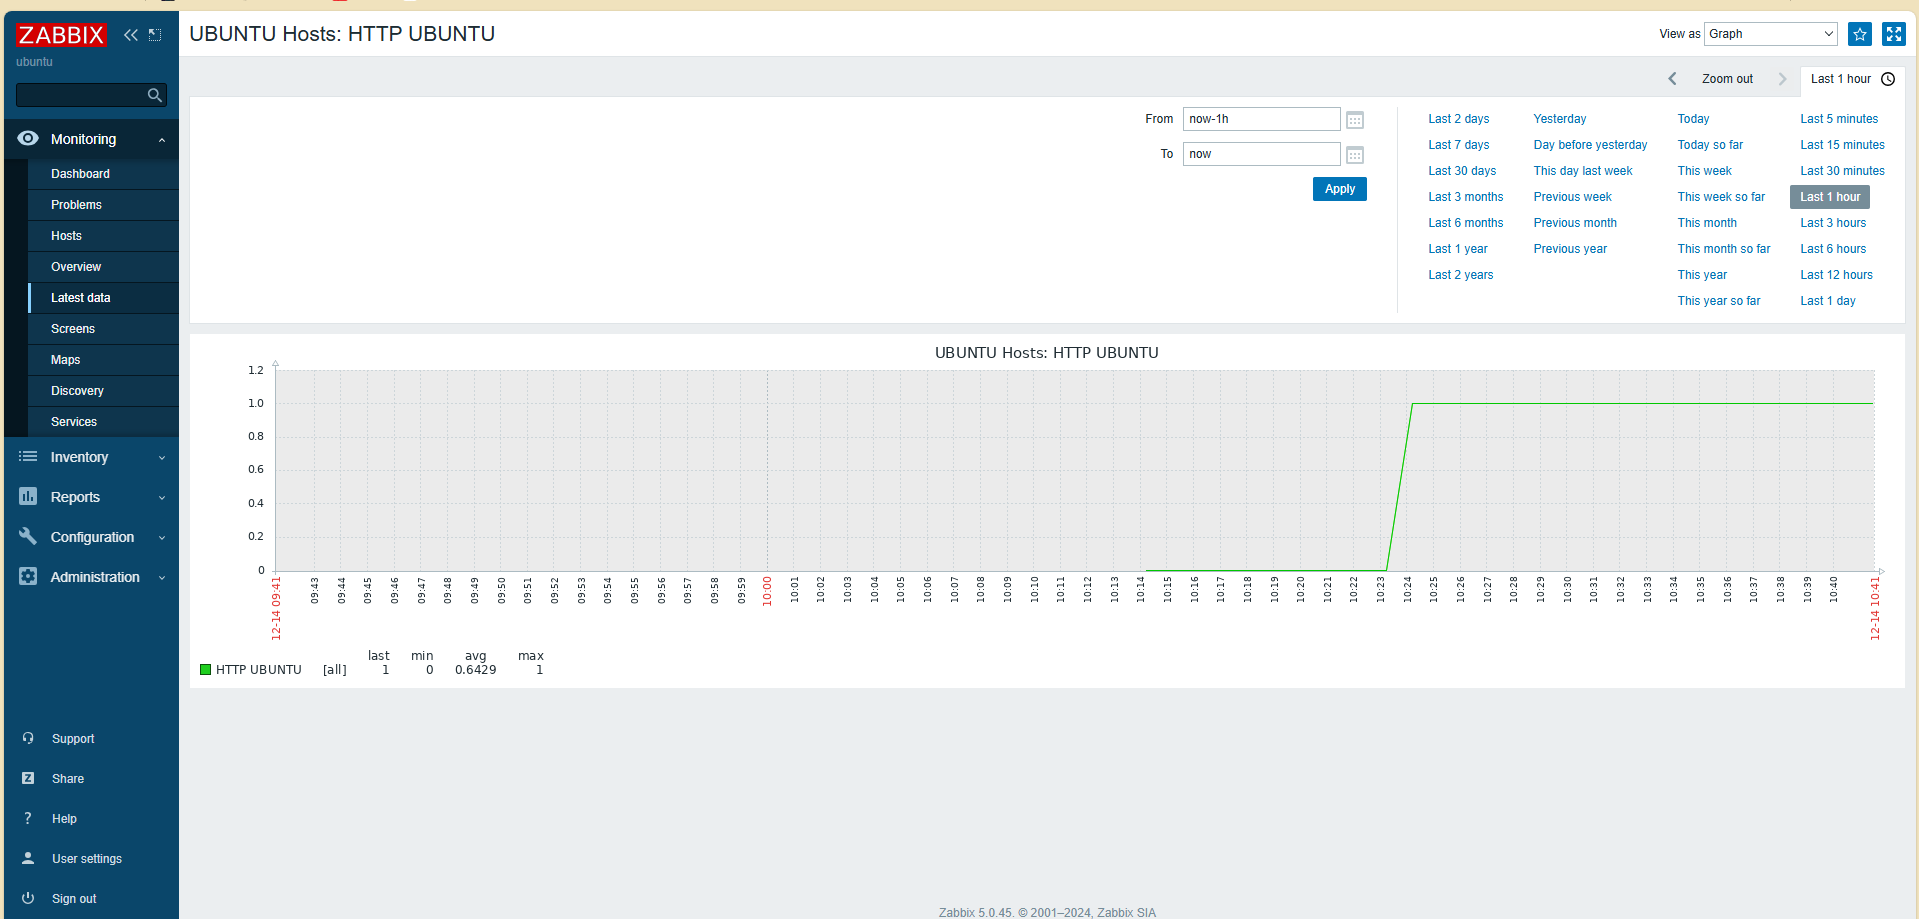 ZABBIX
ubuntu
UBUNTU Hosts: HTTP UBUNTU
View as Graph
Zoom out
Last 1 hour
Monitoring
Dashboard
Problems
Hosts
Overview
Latest data
Screens
Maps
Discovery
Services
Inventory
Reports
Configuration
Administration
Support
Share
Help
User settings
Sign out
From now-1h
To now
Apply
Last 2 days Yesterday Today Last 5 minutes
Last 7 days Day before yesterday Today so far Last 15 minutes
Last 30 days This day last week This week Last 30 minutes
Last 3 months Previous week This week so far Last 1 hour
Last 6 months Previous month This month Last 3 hours
Last 1 year Previous year This month so far Last 6 hours
Last 2 years This year Last 12 hours
This year so far Last 1 day
UBUNTU Hosts: HTTP UBUNTU
1.2
1.0
0.8
0.6
0.4
0.2
0
12-14 09:41 09:43 09:44 09:45 09:46 09:47 09:48 09:49 09:50 09:51 09:52 09:53 09:54 09:55 09:56 09:57 09:58 09:59 10:00 10:01 10:02 10:03 10:04 10:05 10:06 10:07 10:08 10:09 10:10 10:11 10:12 10:13 10:14 10:15 10:16 10:17 10:18 10:19 10:20 10:21 10:22 10:23 10:24 10:25 10:26 10:27 10:28 10:29 10:30 10:31 10:32 10:33 10:34 10:35 10:36 10:37 10:38 10:39 10:40 12-14 10:41
last min avg max
HTTP UBUNTU [all] 1 0 0.6429 1
Zabbix 5.0.45. © 2001–2024, Zabbix SIA